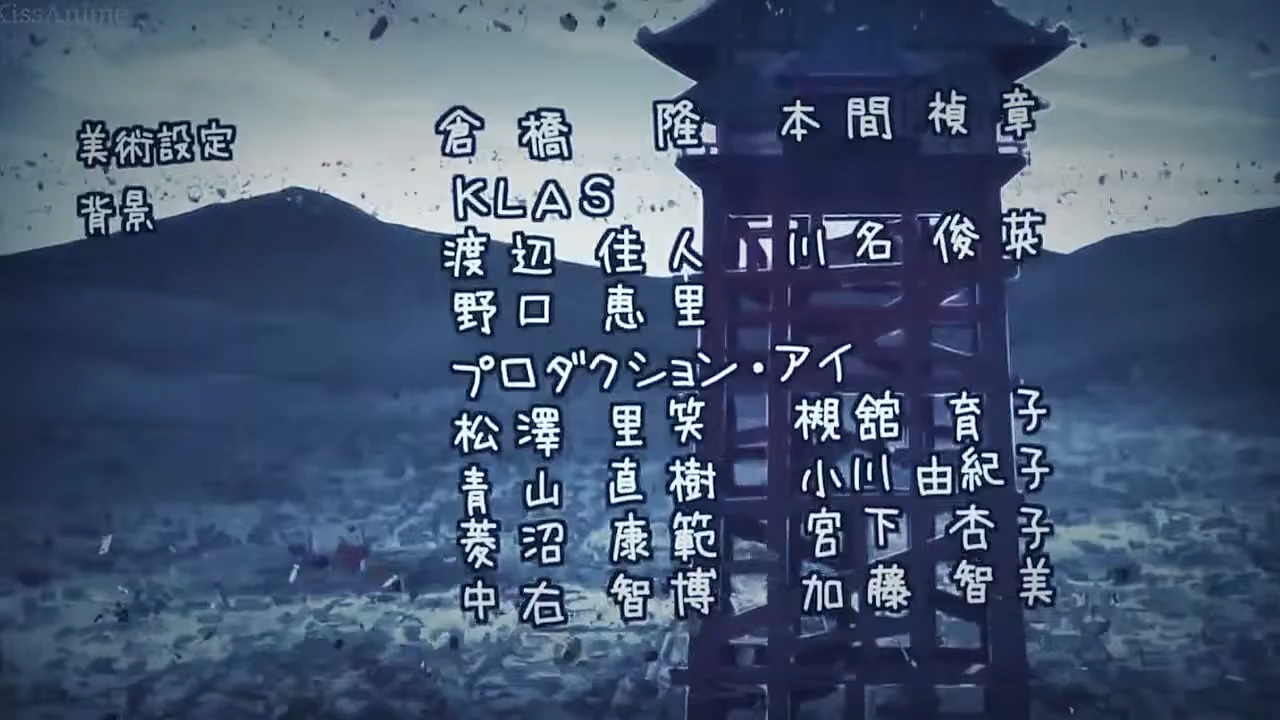 KissAnime
美術設定 倉橋 隆 本間禎章
背景 KLAS
渡辺 佳人 川名 俊英
野口 恵里
プロダクション・アイ
松澤 里笑 槻舘 育子
青山 直樹 小川 由紀子
菱沼 康範 宮下 杏子
中右 智博 加藤 智美